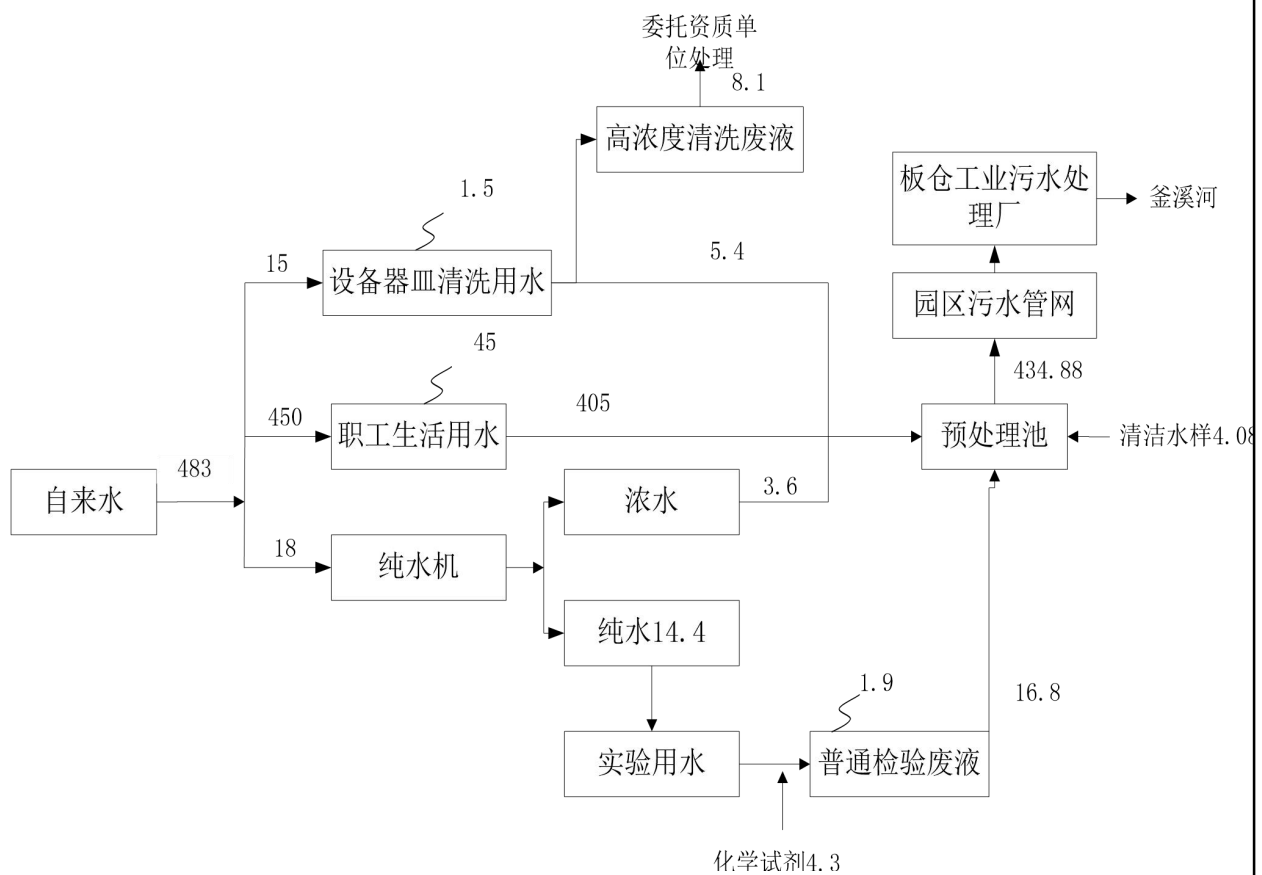 委托资质单
位处理
8.1
高浓度清洗废液
板仓工业污水处
理厂
釜溪河
1.5
15
设备器皿清洗用水
5.4
园区污水管网
45
434.88
450
职工生活用水
405
预处理池
清洁水样4.08
483
自来水
浓水
3.6
18
纯水机
纯水14.4
1.9
16.8
实验用水
普通检验废液
化学试剂4.3